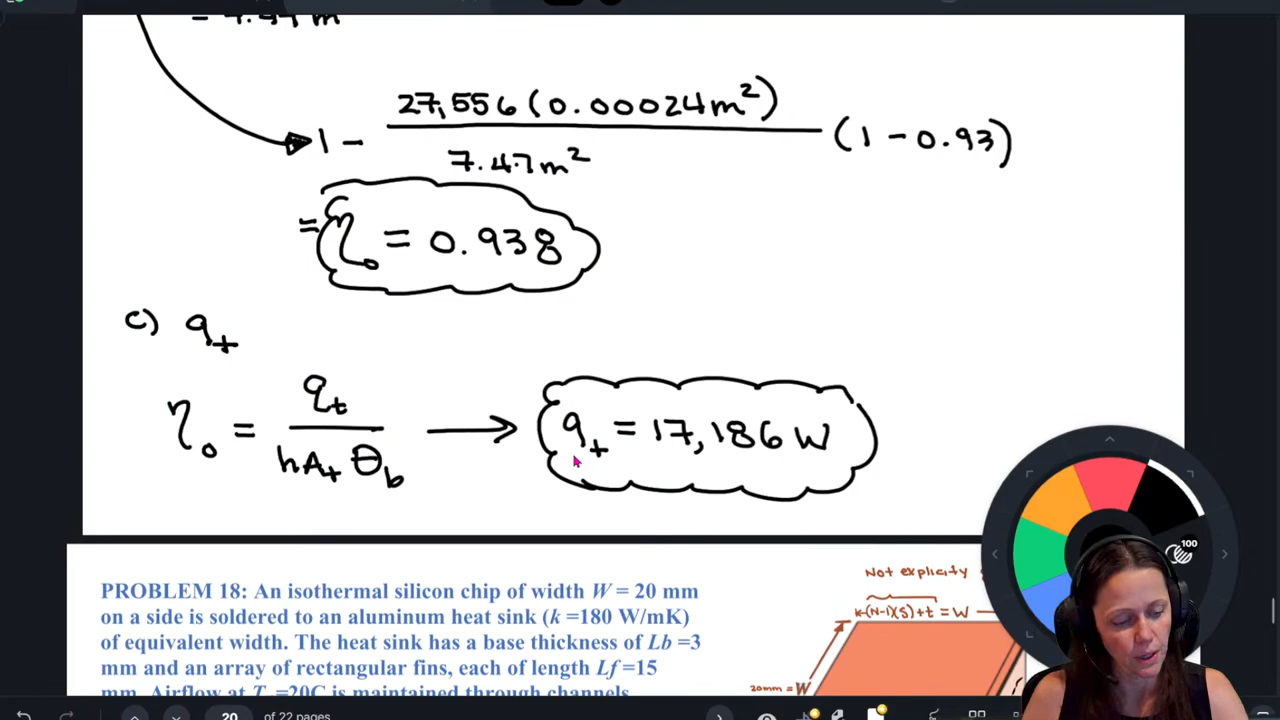 1 - 27,556(0.00024m²) / 7.47m² (1 - 0.93)
= η₀ = 0.938
c) q_t
η₀ = q_t / hA_t θ_b → q_t = 17,186 W
100
PROBLEM 18: An isothermal silicon chip of width W = 20 mm
on a side is soldered to an aluminum heat sink (k =180 W/mK)
of equivalent width. The heat sink has a base thickness of Lb =3
mm and an array of rectangular fins, each of length Lf =15
Not explicity
(N-1)(S)+t = W
20mm = W
20 of 22 pages